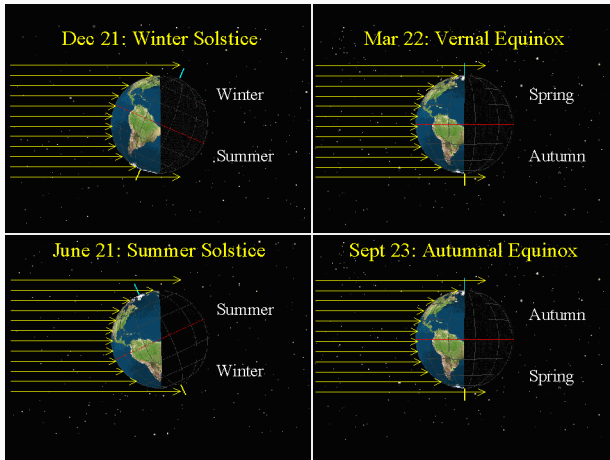 Dec 21: Winter Solstice
Winter
Summer
Mar 22: Vernal Equinox
Spring
Autumn
June 21: Summer Solstice
Summer
Winter
Sept 23: Autumnal Equinox
Autumn
Spring